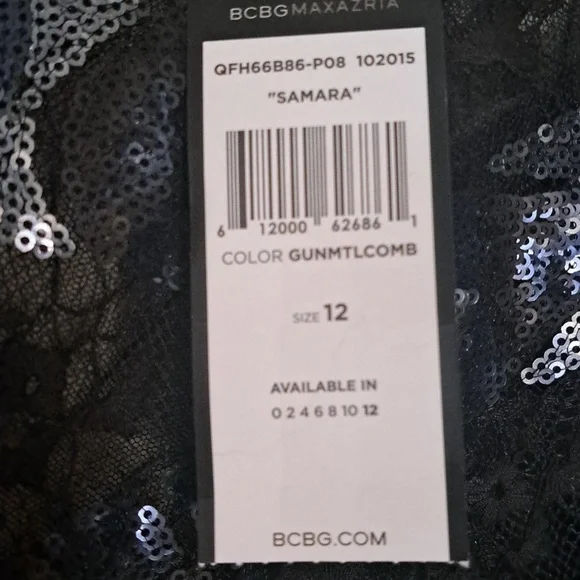 BCBGMAXAZRIA
QFH66B86-P08 102015
"SAMARA"
6 12000 62686 1
COLOR GUNMTLCOMB
SIZE 12
AVAILABLE IN
0 2 4 6 8 10 12
BCBG.COM